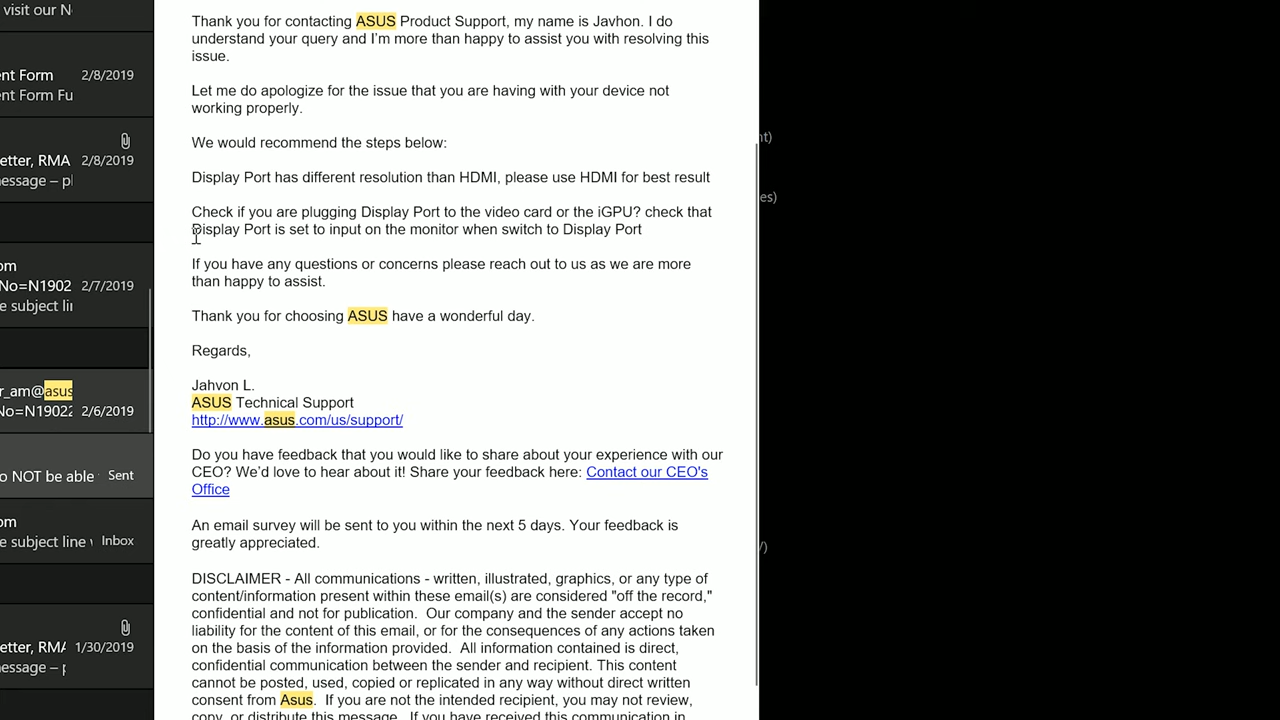 visit our N
ent Form 2/8/2019
ent Form Fu
etter, RMA 2/8/2019
essage – pl
om
No=N1902 2/7/2019
e subject lin
r_am@asus
No=N19022 2/6/2019
o NOT be able Sent
om
e subject line Inbox
etter, RMA 1/30/2019
essage – p
Thank you for contacting ASUS Product Support, my name is Javhon. I do
understand your query and I'm more than happy to assist you with resolving this
issue.
Let me do apologize for the issue that you are having with your device not
working properly.
We would recommend the steps below:
Display Port has different resolution than HDMI, please use HDMI for best result
Check if you are plugging Display Port to the video card or the iGPU? check that
Display Port is set to input on the monitor when switch to Display Port
If you have any questions or concerns please reach out to us as we are more
than happy to assist.
Thank you for choosing ASUS have a wonderful day.
Regards,
Jahvon L.
ASUS Technical Support
http://www.asus.com/us/support/
Do you have feedback that you would like to share about your experience with our
CEO? We'd love to hear about it! Share your feedback here: Contact our CEO's
Office
An email survey will be sent to you within the next 5 days. Your feedback is
greatly appreciated.
DISCLAIMER - All communications - written, illustrated, graphics, or any type of
content/information present within these email(s) are considered "off the record,"
confidential and not for publication.  Our company and the sender accept no
liability for the content of this email, or for the consequences of any actions taken
on the basis of the information provided.  All information contained is direct,
confidential communication between the sender and recipient. This content
cannot be posted, used, copied or replicated in any way without direct written
consent from Asus.  If you are not the intended recipient, you may not review,
copy, or distribute this message.  If you have received this communication in
nt)
es)
/)